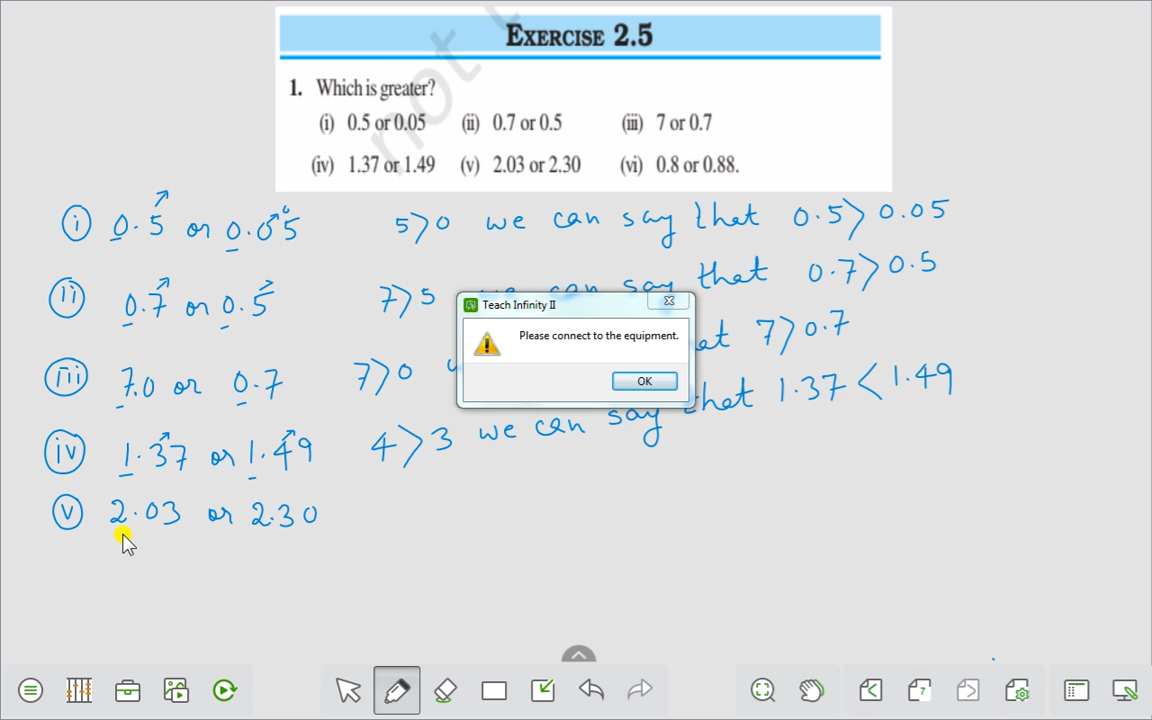 EXERCISE 2.5
1. Which is greater?
(i) 0.5 or 0.05 (ii) 0.7 or 0.5 (iii) 7 or 0.7
(iv) 1.37 or 1.49 (v) 2.03 or 2.30 (vi) 0.8 or 0.88.
not
i 0.5 or 0.05 5>0 we can say that 0.5>0.05
ii 0.7 or 0.5 7>5 we can say that 0.7>0.5
iii 7.0 or 0.7 7>0 7>0.7
iv 1.37 or 1.49 4>3 we can say that 1.37<1.49
v 2.03 or 2.30
Teach Infinity II
Please connect to the equipment.
OK
7